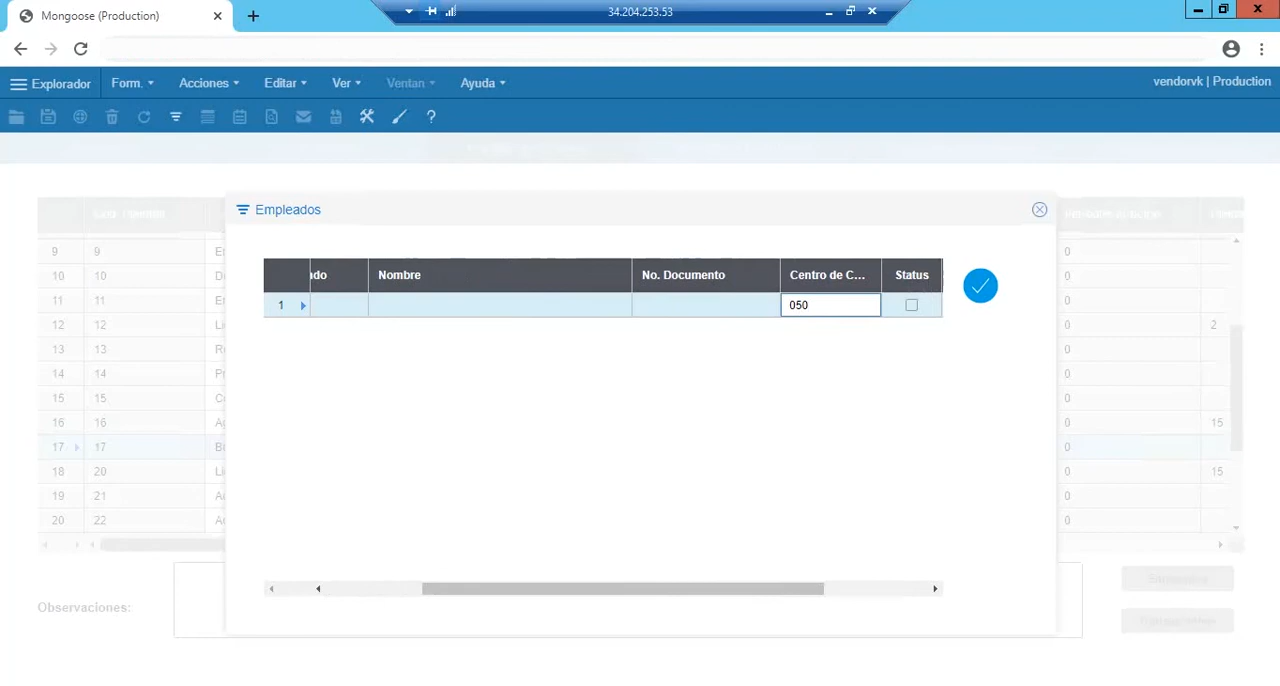 Mongoose (Production)
34.204.253.53
Explorador Form. Acciones Editar Ver Ventan Ayuda vendorvk | Production
Empleados
ndo Nombre No. Documento Centro de C... Status
1 050
9 9 0
10 10 0
11 11 0
12 12 0 2
13 13 0
14 14 0
15 15 0
16 16 0 15
17 17 0
18 20 0 15
19 21 0
20 22 0
Observaciones: